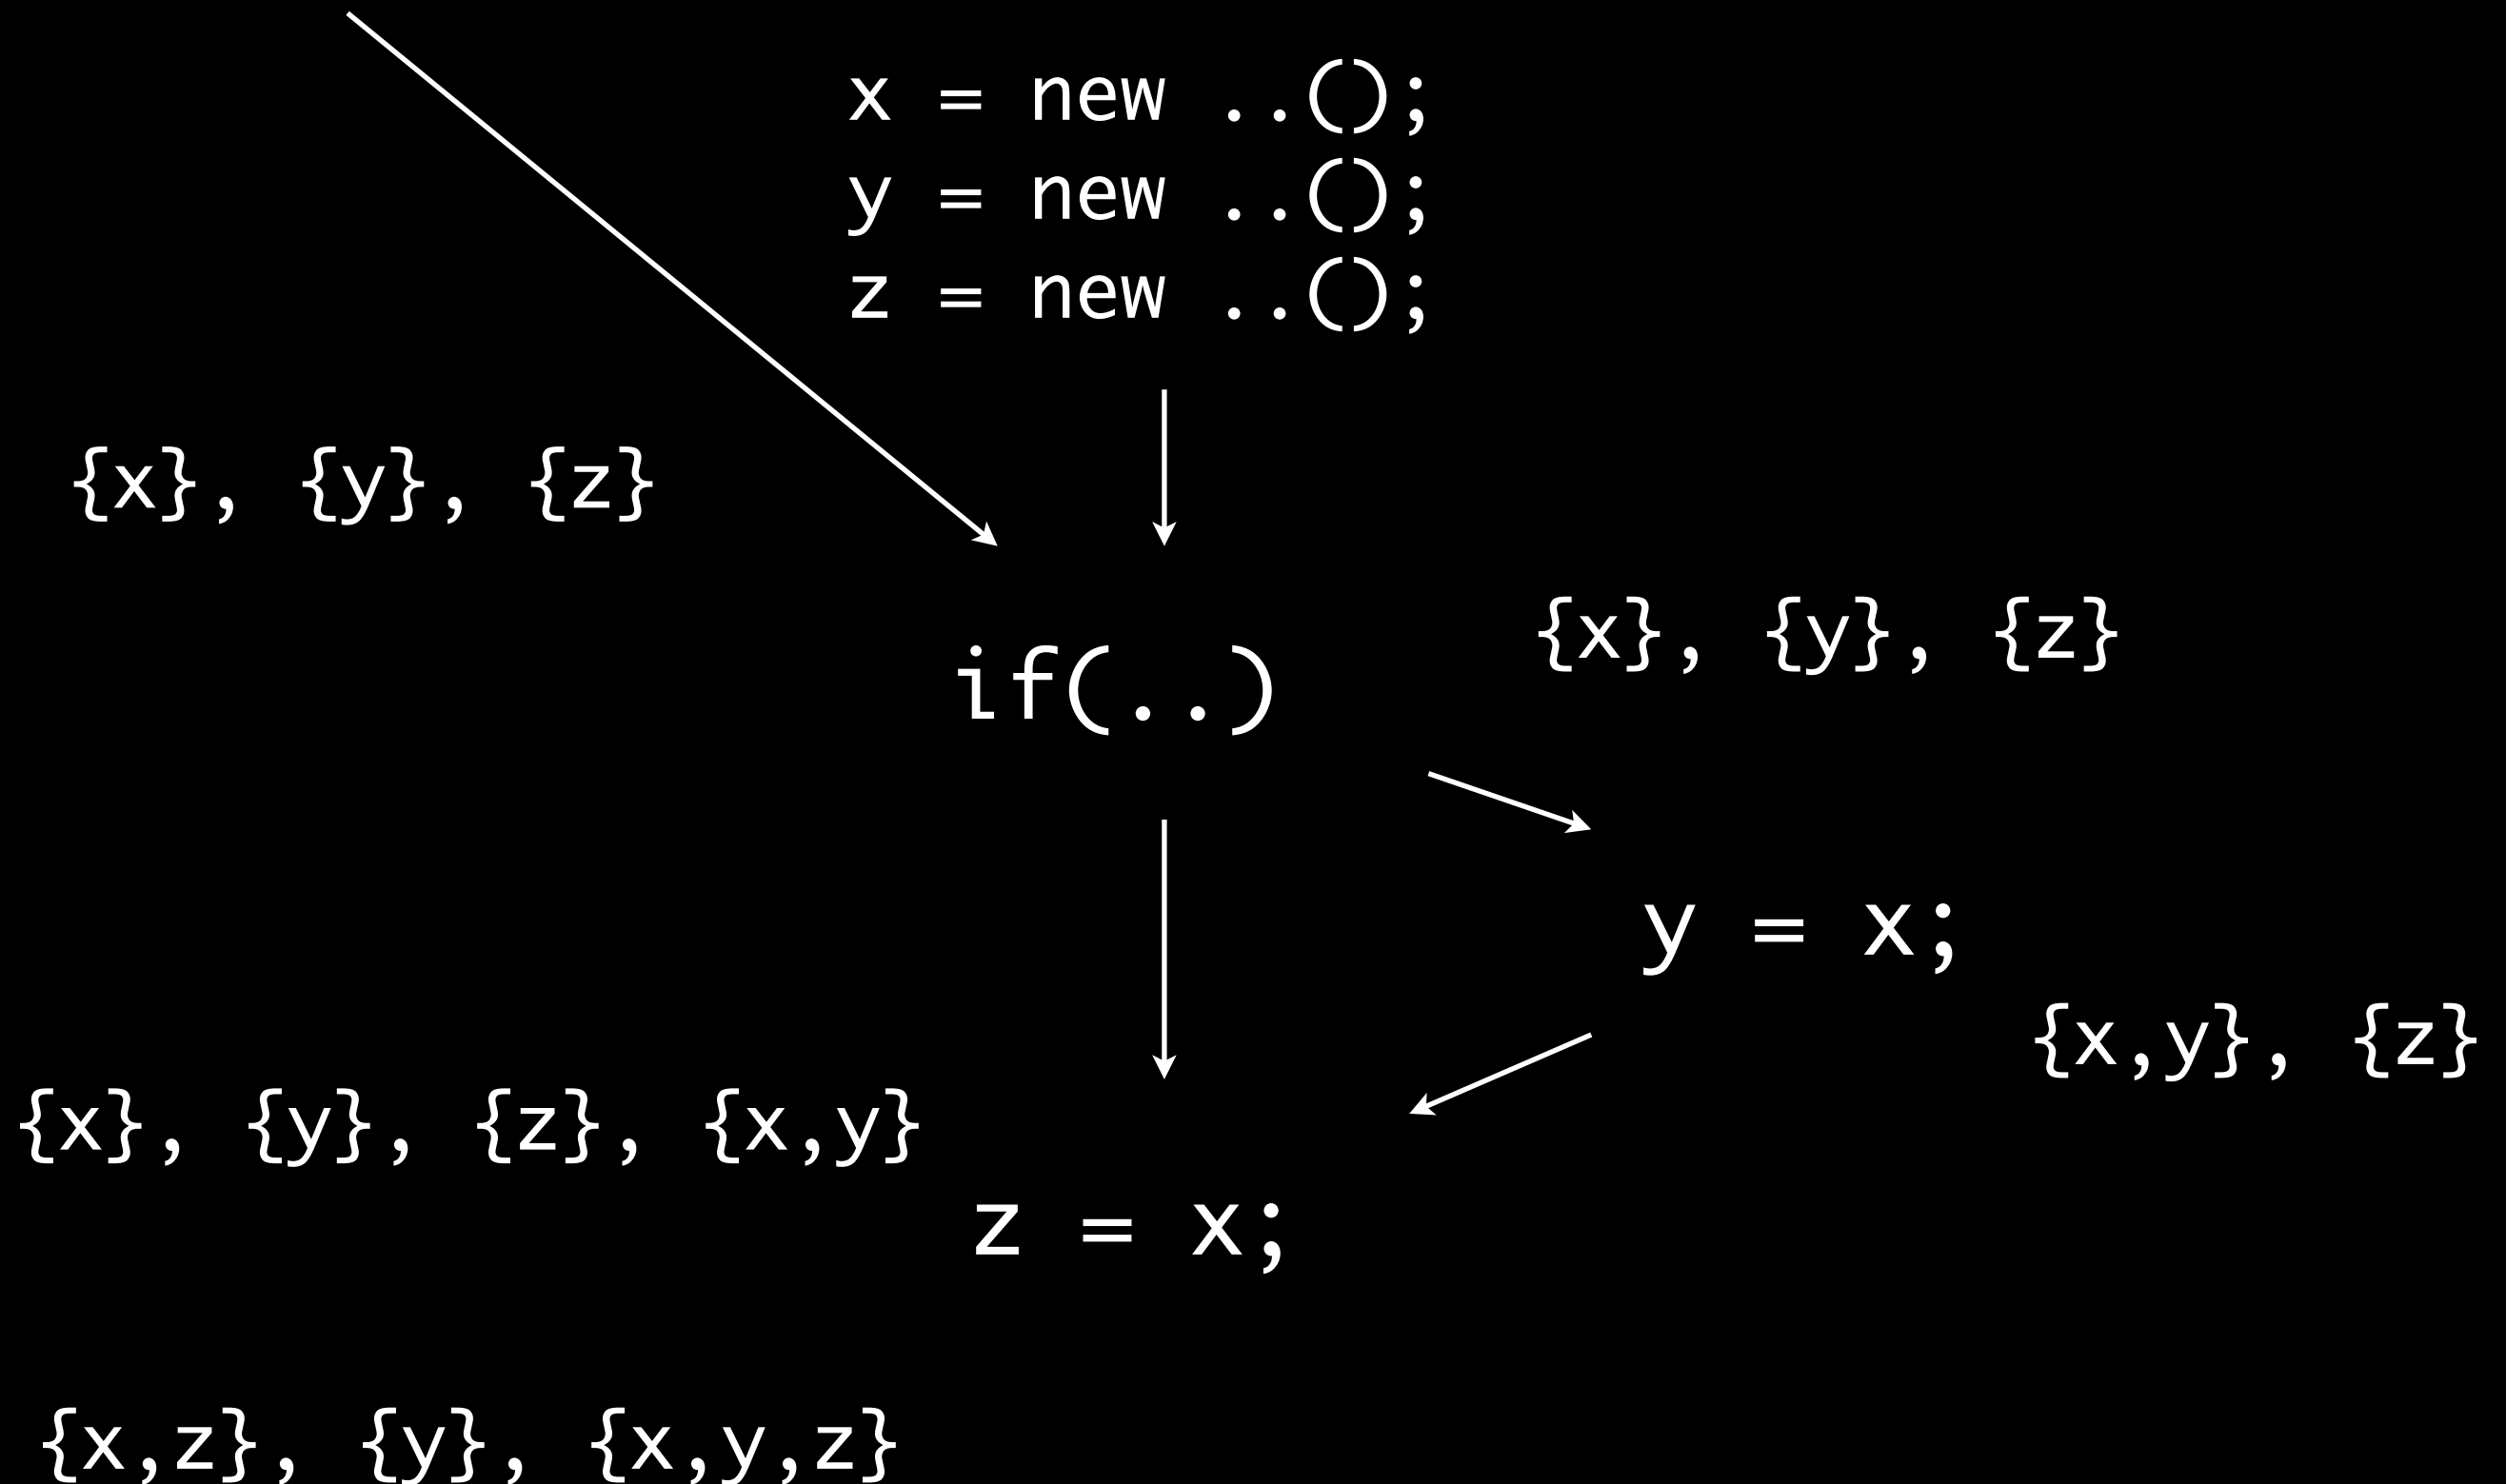 x = new ..();
y = new ..();
z = new ..();
{x}, {y}, {z}
{x}, {y}, {z}
if(..)
y = x;
{x,y}, {z}
{x}, {y}, {z}, {x,y}
z = x;
{x,z}, {y}, {x,y,z}